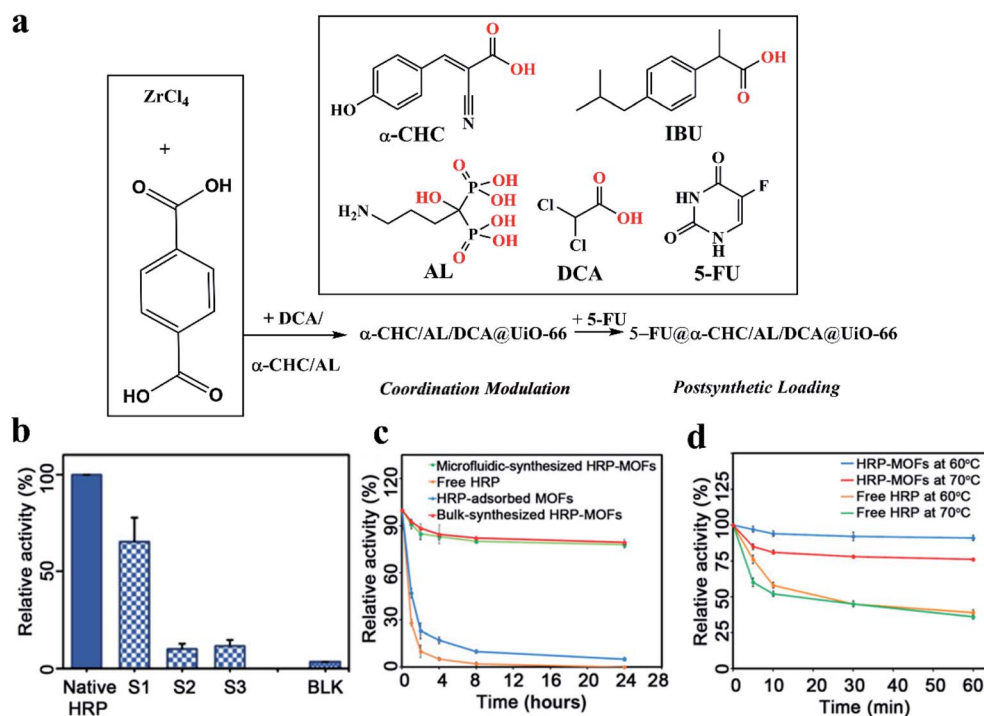 a
ZrCl4
+
O
OH
HO
O
O
OH
HO
N
α-CHC
OH
O
IBU
O
OH
P
OH
HO
OH
H2N
P
OH
O
AL
Cl
O
OH
Cl
DCA
O
F
HN
O
N
H
5-FU
+ DCA/
α-CHC/AL
α-CHC/AL/DCA@UiO-66
+ 5-FU
5–FU@α-CHC/AL/DCA@UiO-66
Coordination Modulation
Postsynthetic Loading
b
Relative activity (%)
100
50
0
Native
HRP
S1
S2
S3
BLK
c
Microfluidic-synthesized HRP-MOFs
Free HRP
HRP-adsorbed MOFs
Bulk-synthesized HRP-MOFs
Relative activity (%)
120
90
60
30
0
0
4
8
12
16
20
24
28
Time (hours)
d
HRP-MOFs at 60°C
HRP-MOFs at 70°C
Free HRP at 60°C
Free HRP at 70°C
Relative activity (%)
125
100
75
50
25
0
0
10
20
30
40
50
60
Time (min)